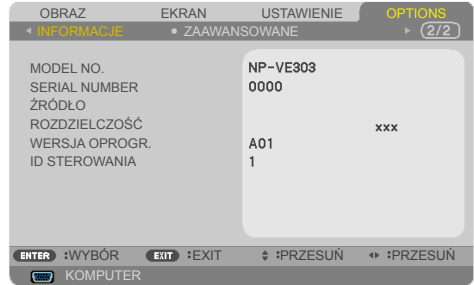 OBRAZ EKRAN USTAWIENIE OPTIONS
INFORMACJE ZAAWANSOWANE 2/2
MODEL NO. NP-VE303
SERIAL NUMBER 0000
ŹRÓDŁO
ROZDZIELCZOŚĆ xxx
WERSJA OPROGR. A01
ID STEROWANIA 1
ENTER :WYBÓR EXIT :EXIT :PRZESUŃ :PRZESUŃ
KOMPUTER